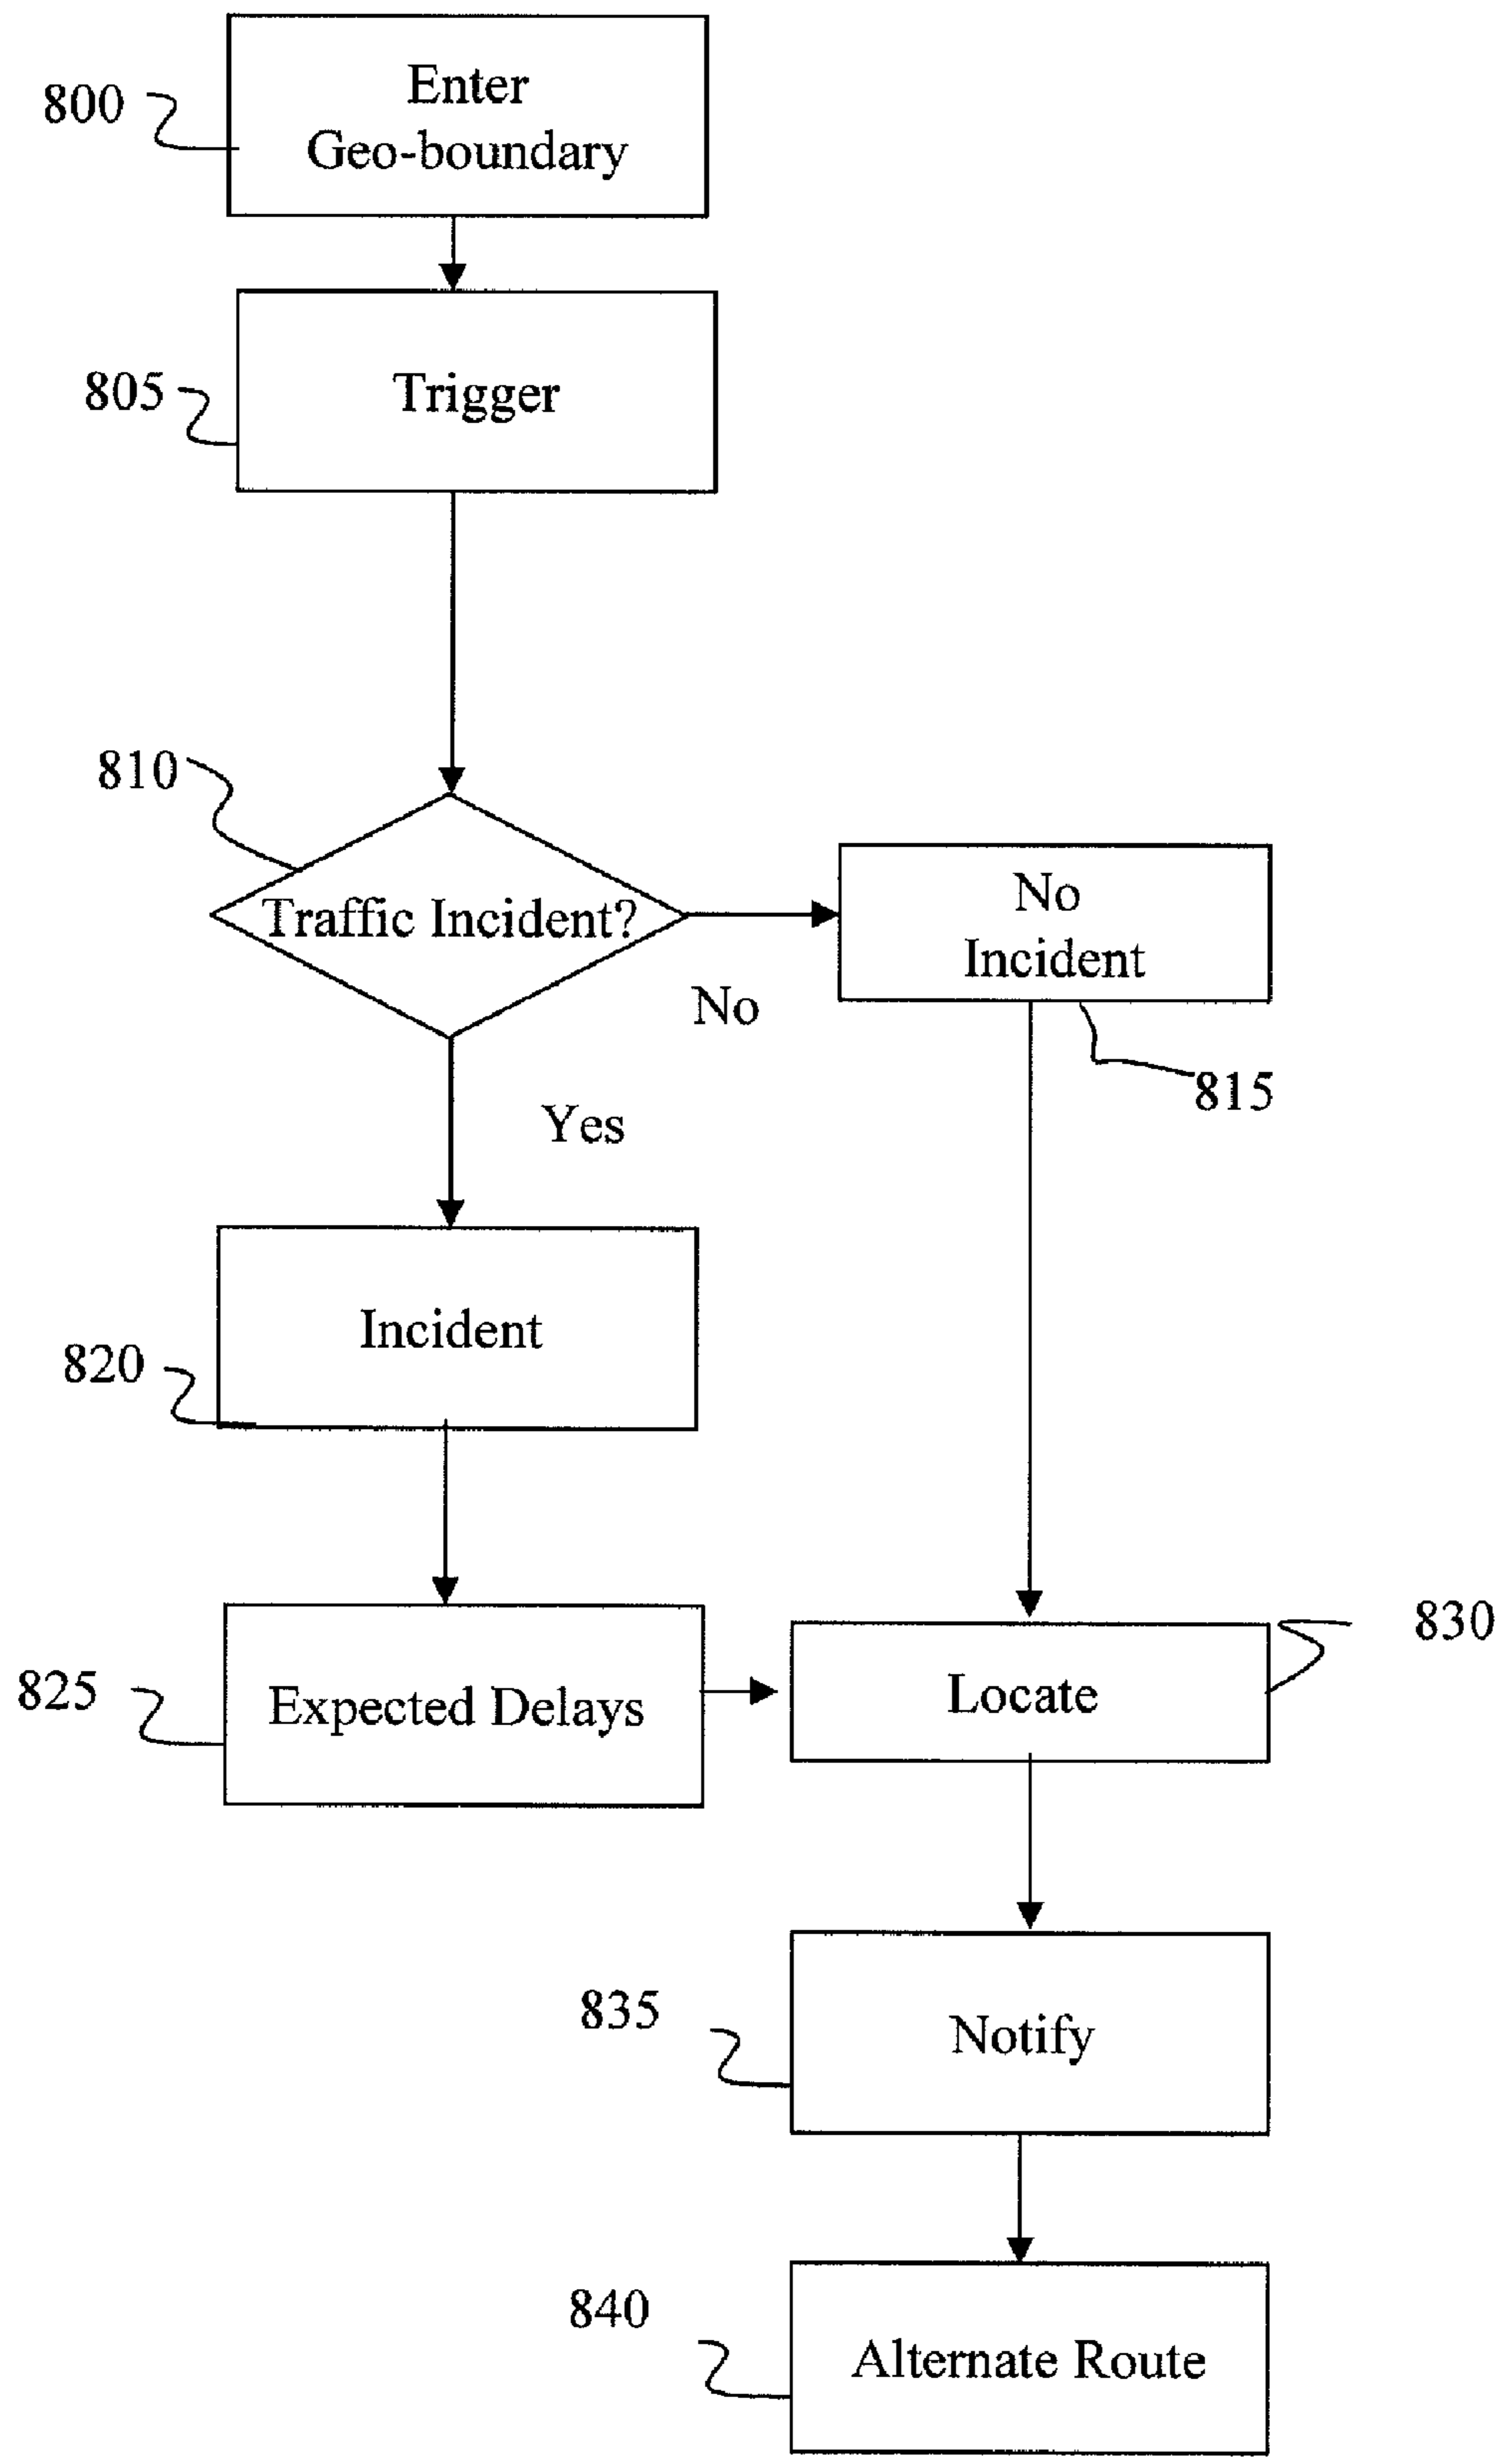 800
Enter
Geo-boundary
805
Trigger
810
Traffic Incident?
No
Incident
No
815
Yes
Incident
820
825
Expected Delays
Locate
830
835
Notify
840
Alternate Route